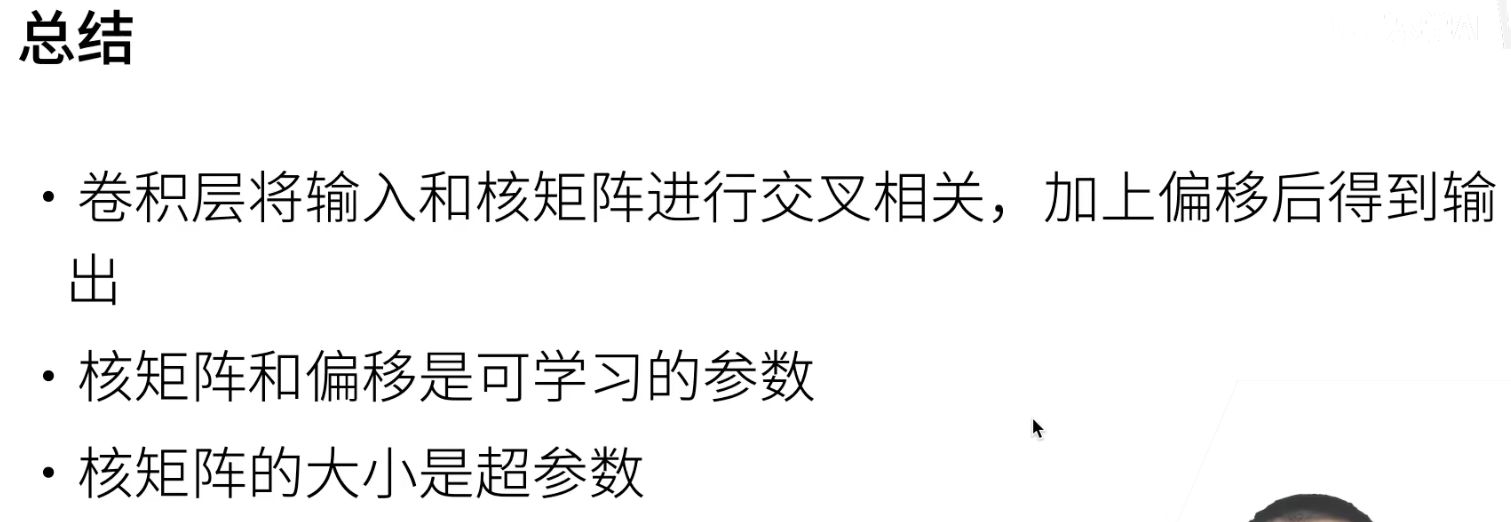 总结
• 卷积层将输入和核矩阵进行交叉相关，加上偏移后得到输
出
• 核矩阵和偏移是可学习的参数
• 核矩阵的大小是超参数